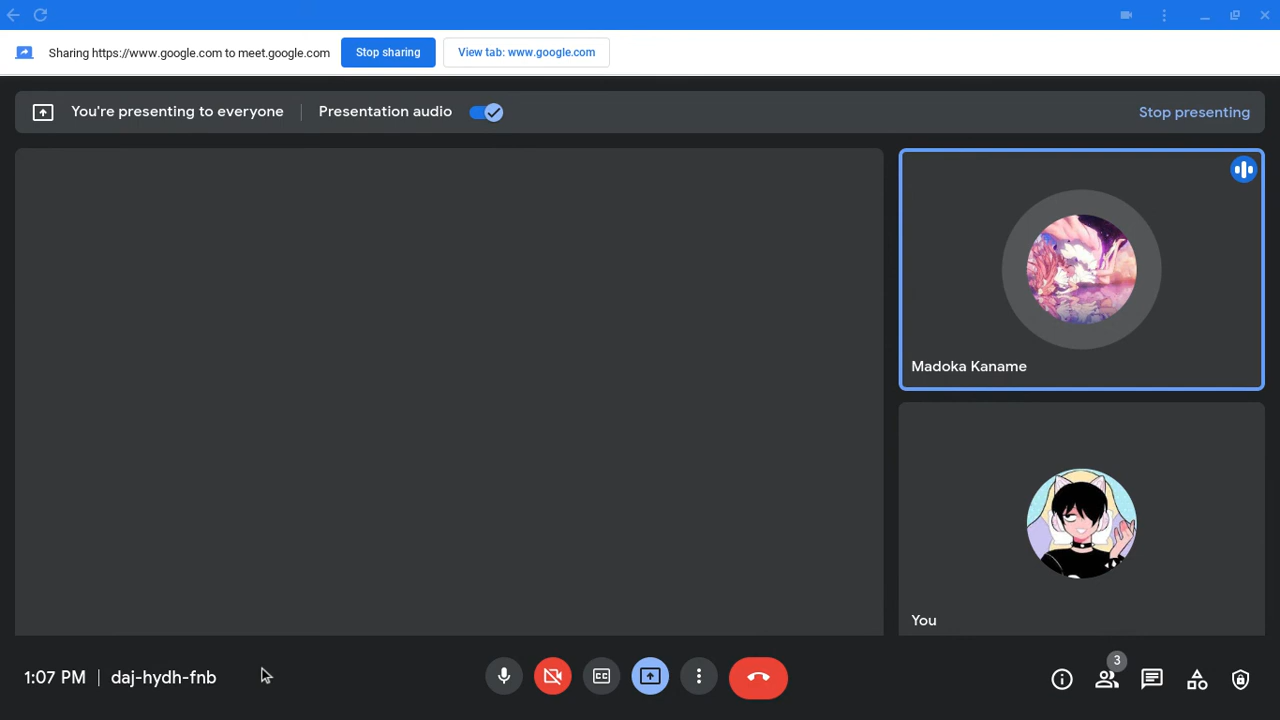 Sharing https://www.google.com to meet.google.com
Stop sharing
View tab: www.google.com
You're presenting to everyone
Presentation audio
Stop presenting
Madoka Kaname
You
1:07 PM | daj-hydh-fnb
CC
3